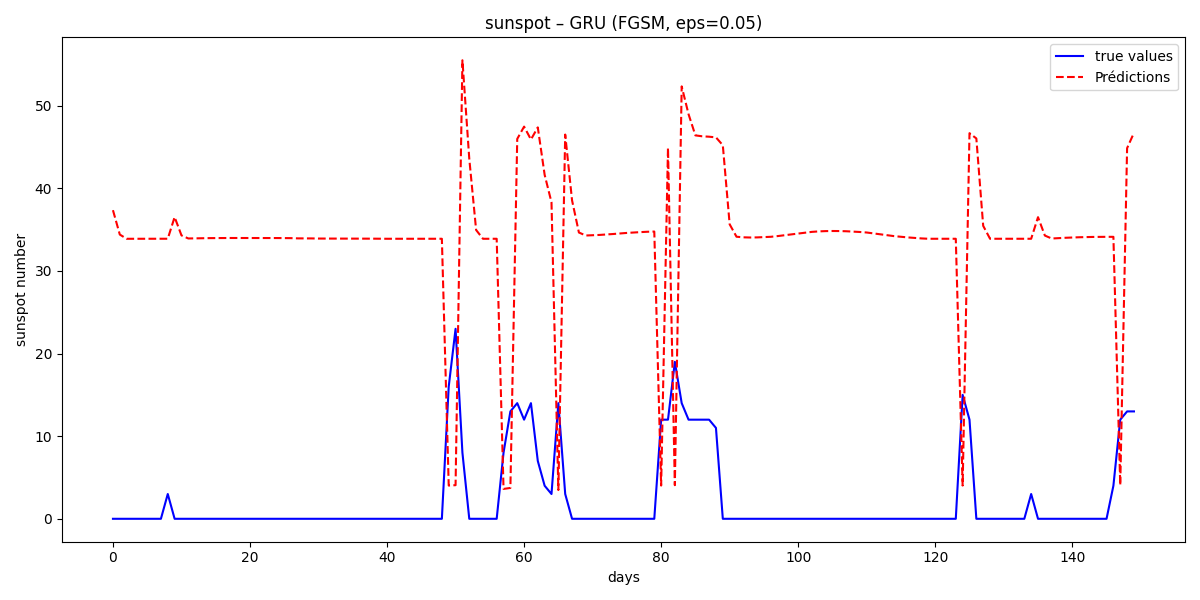 sunspot – GRU (FGSM, eps=0.05)
true values
Prédictions
sunspot number
50
40
30
20
10
0
0 20 40 60 80 100 120 140
days